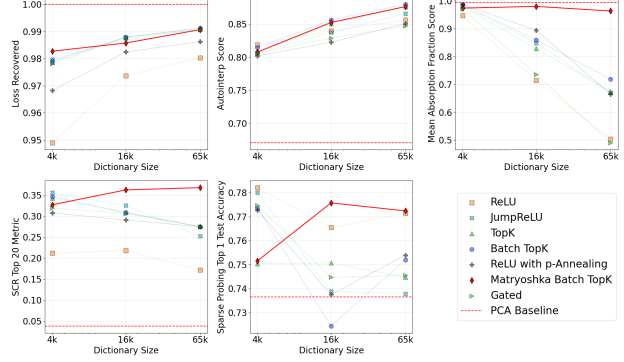 1.00
0.99
0.98
0.97
0.96
0.95
Loss Recovered
4k
16k
65k
Dictionary Size
0.85
0.80
0.75
0.70
Autointerp Score
4k
16k
65k
Dictionary Size
1.0
0.9
0.8
0.7
0.6
0.5
Mean Absorption Fraction Score
4k
16k
65k
Dictionary Size
0.35
0.30
0.25
0.20
0.15
0.10
0.05
SCR Top 20 Metric
4k
16k
65k
Dictionary Size
0.78
0.77
0.76
0.75
0.74
0.73
Sparse Probing Top 1 Test Accuracy
4k
16k
65k
Dictionary Size
ReLU
JumpReLU
TopK
Batch TopK
ReLU with p-Annealing
Matryoshka Batch TopK
Gated
PCA Baseline